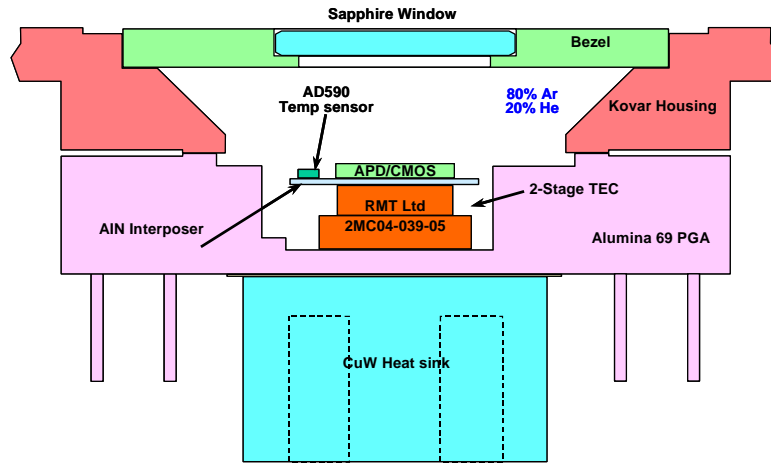 Sapphire Window
Bezel
AD590
Temp sensor
80% Ar
20% He
Kovar Housing
APD/CMOS
2-Stage TEC
RMT Ltd
AIN Interposer
2MC04-039-05
Alumina 69 PGA
CuW Heat sink